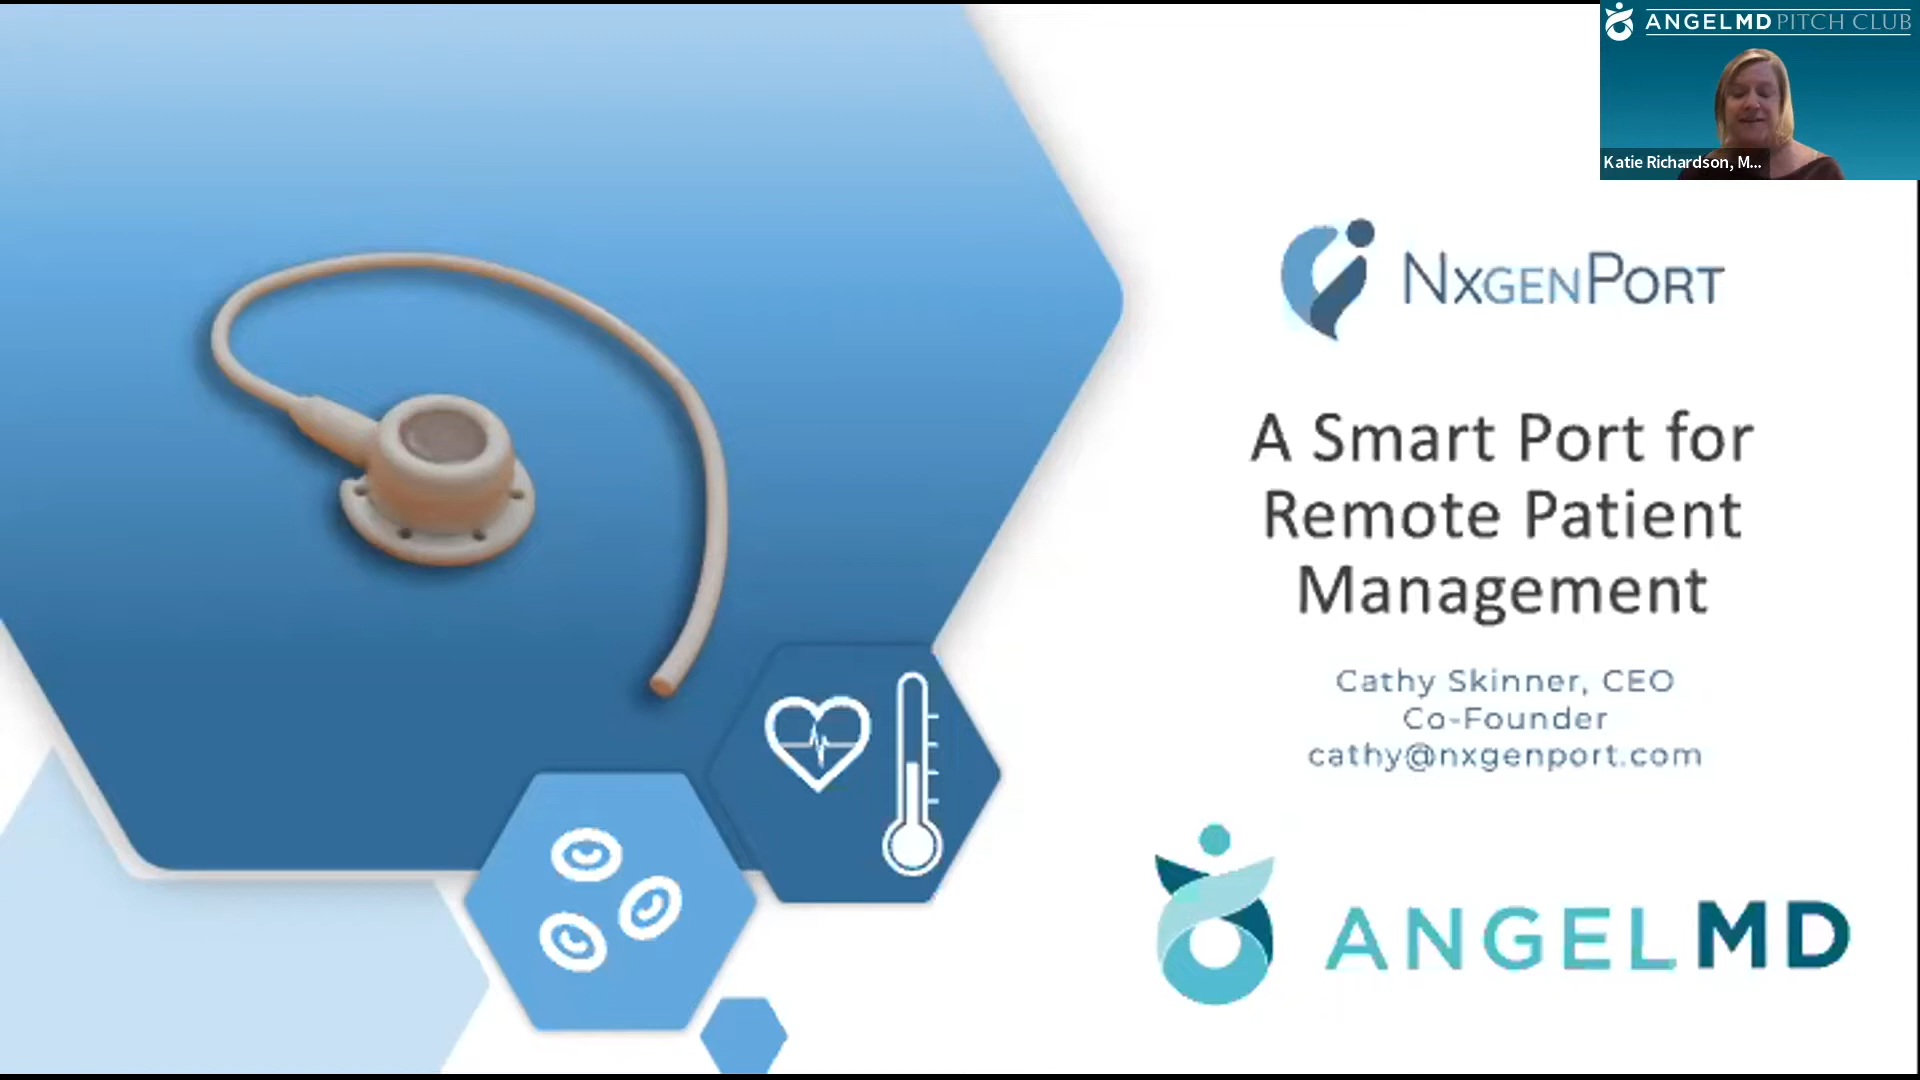 ANGELMD PITCH CLUB
Katie Richardson, M...
NXGENPORT
A Smart Port for
Remote Patient
Management
Cathy Skinner, CEO
Co-Founder
cathy@nxgenport.com
ANGELMD